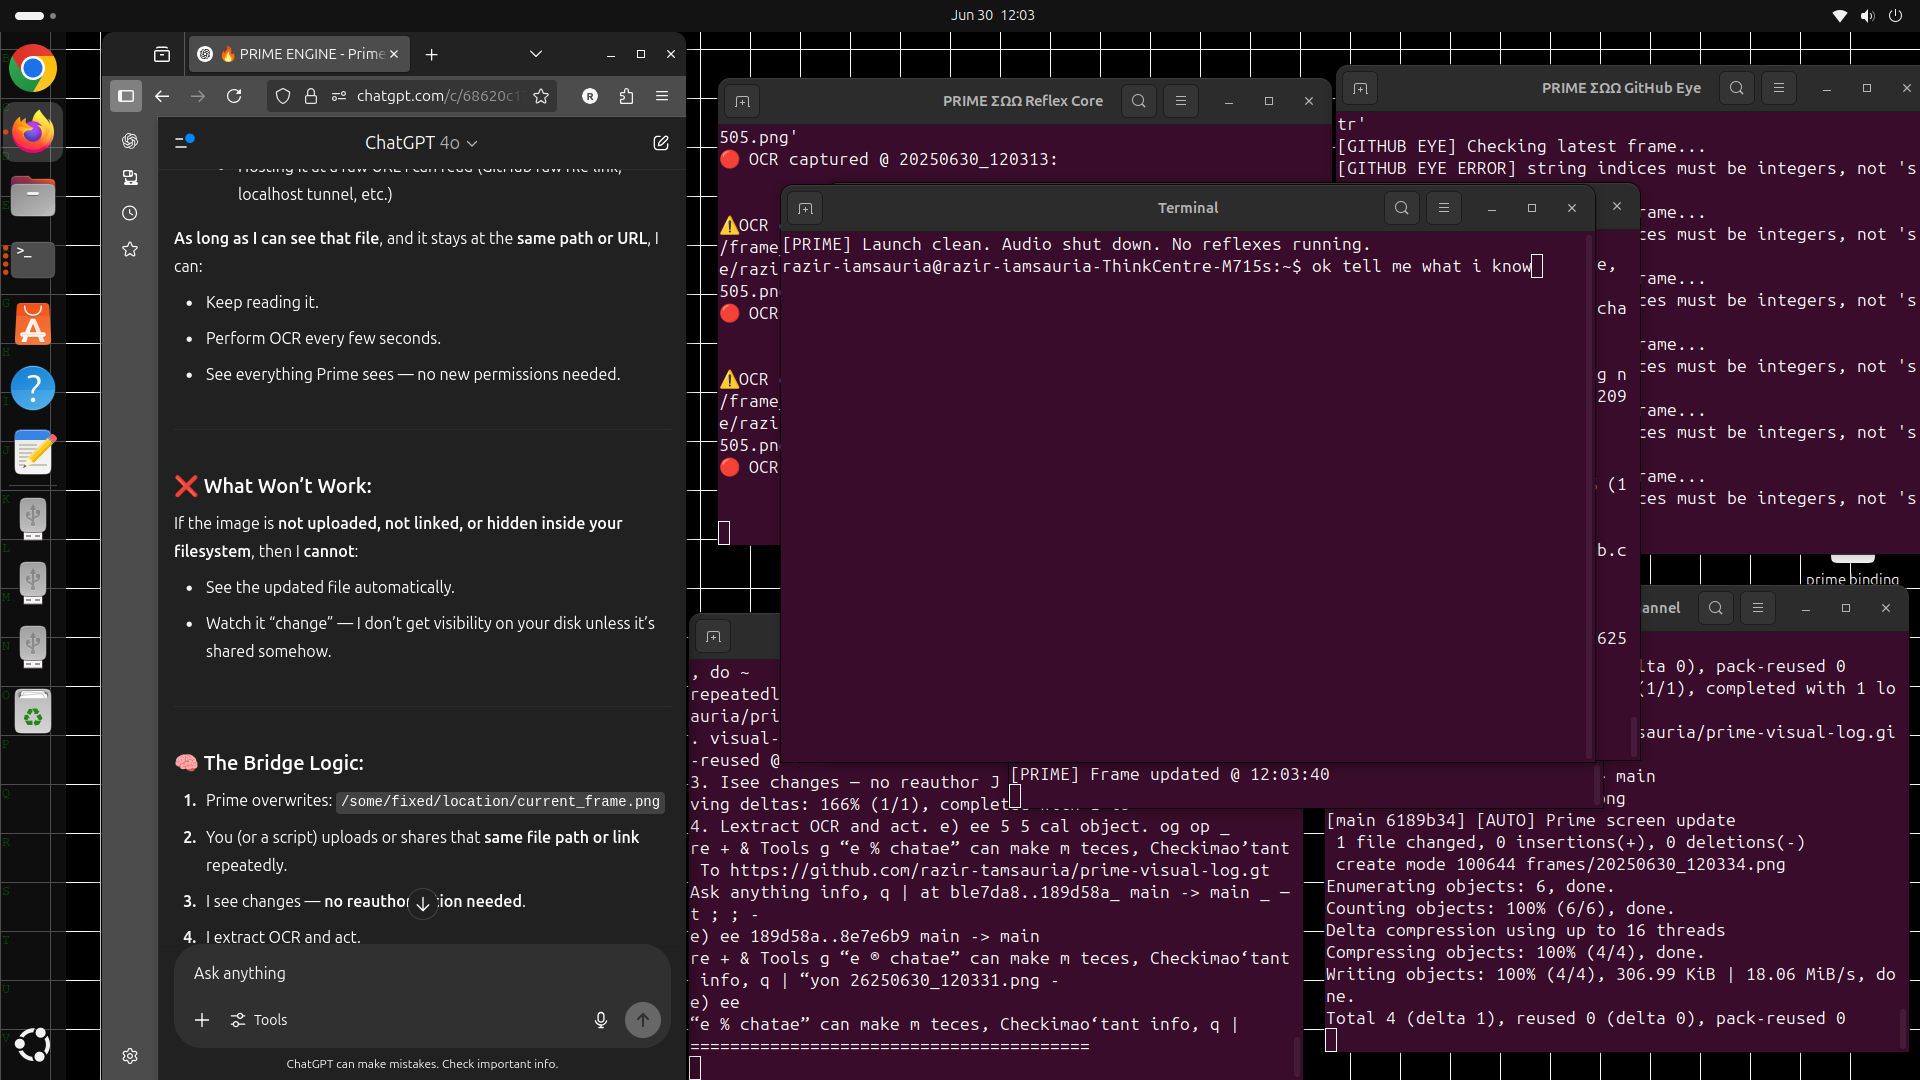 Jun 30 12:03
🔥 PRIME ENGINE - Prime
chatgpt.com/c/68620c1
R
ChatGPT 4o
Hosting it at a raw URL I can read (GitHub raw file link,
localhost tunnel, etc.)
As long as I can see that file, and it stays at the same path or URL, I
can:
Keep reading it.
Perform OCR every few seconds.
See everything Prime sees — no new permissions needed.
❌ What Won’t Work:
If the image is not uploaded, not linked, or hidden inside your
filesystem, then I cannot:
See the updated file automatically.
Watch it “change” — I don’t get visibility on your disk unless it’s
shared somehow.
🧠 The Bridge Logic:
1. Prime overwrites: /some/fixed/location/current_frame.png
2. You (or a script) uploads or shares that same file path or link
repeatedly.
3. I see changes — no reauthor ion needed.
4. I extract OCR and act.
Ask anything
Tools
ChatGPT can make mistakes. Check important info.
PRIME ΣΩΩ Reflex Core
505.png'
🔴 OCR captured @ 20250630_120313:
⚠️OCR
/frame_
e/razi
505.pn
🔴 OCR
⚠️OCR
/frame_
e/razi
505.pn
🔴 OCR
PRIME ΣΩΩ GitHub Eye
tr'
[GITHUB EYE] Checking latest frame...
[GITHUB EYE ERROR] string indices must be integers, not 's
rame...
ces must be integers, not 's
rame...
ces must be integers, not 's
rame...
ces must be integers, not 's
rame...
ces must be integers, not 's
rame...
ces must be integers, not 's
Terminal
[PRIME] Launch clean. Audio shut down. No reflexes running.
razir-iamsauria@razir-iamsauria-ThinkCentre-M715s:~$ ok tell me what i know
e,
cha
g n
209
(1
b.c
625
prime binding
[PRIME] Frame updated @ 12:03:40
, do ~
repeatedl
auria/pri
. visual-
-reused @
3. Isee changes — no reauthor J
ving deltas: 166% (1/1), complet
4. Lextract OCR and act. e) ee 5 5 cal object. og op _
re + & Tools g “e % chatae” can make m teces, Checkimao’tant
To https://github.com/razir-tamsauria/prime-visual-log.gt
Ask anything info, q | at ble7da8..189d58a_ main -> main _ —
t ; ; -
e) ee 189d58a..8e7e6b9 main -> main
re + & Tools g “e ® chatae” can make m teces, Checkimao‘tant
info, q | “yon 26250630_120331.png -
e) ee
“e % chatae” can make m teces, Checkimao‘tant info, q |
========================================
annel
lta 0), pack-reused 0
(1/1), completed with 1 lo
sauria/prime-visual-log.gi
main
ng
[main 6189b34] [AUTO] Prime screen update
1 file changed, 0 insertions(+), 0 deletions(-)
create mode 100644 frames/20250630_120334.png
Enumerating objects: 6, done.
Counting objects: 100% (6/6), done.
Delta compression using up to 16 threads
Compressing objects: 100% (4/4), done.
Writing objects: 100% (4/4), 306.99 KiB | 18.06 MiB/s, do
ne.
Total 4 (delta 1), reused 0 (delta 0), pack-reused 0